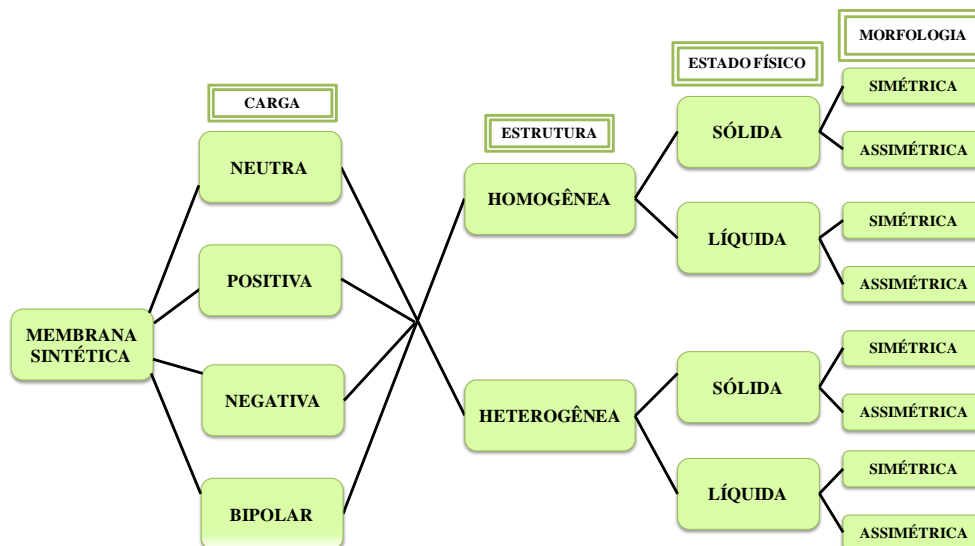 MORFOLOGIA
ESTADO FÍSICO
CARGA
ESTRUTURA
MEMBRANA
SINTÉTICA
NEUTRA
POSITIVA
NEGATIVA
BIPOLAR
HOMOGÊNEA
HETEROGÊNEA
SÓLIDA
LÍQUIDA
SÓLIDA
LÍQUIDA
SIMÉTRICA
ASSIMÉTRICA
SIMÉTRICA
ASSIMÉTRICA
SIMÉTRICA
ASSIMÉTRICA
SIMÉTRICA
ASSIMÉTRICA